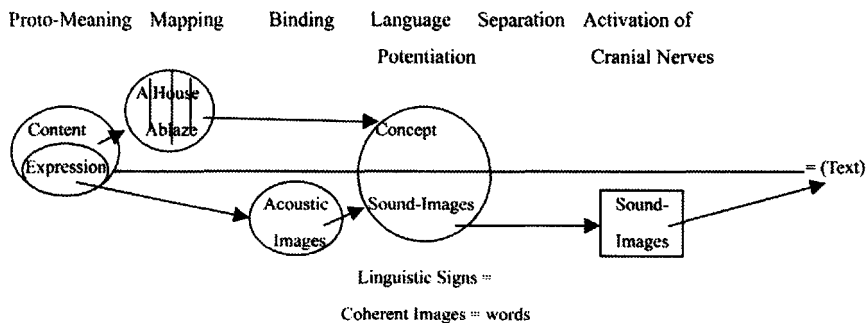 Proto-Meaning Mapping Binding Language Separation Activation of
Potentiation Cranial Nerves
A House
Ablaze
Content
Concept
Expression
= (Text)
Acoustic
Images
Sound-Images
Sound-
Images
Linguistic Signs =
Coherent Images = words